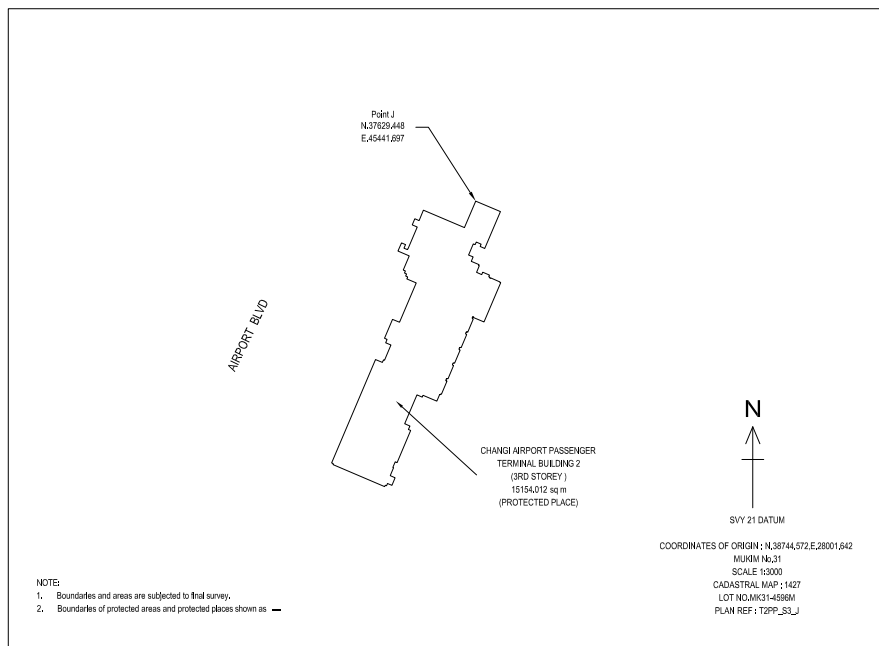 Point J
N.37629.448
E.45441.697
AIRPORT BLVD
CHANGI AIRPORT PASSENGER
TERMINAL BUILDING 2
(3RD STOREY )
15154.012 sq m
(PROTECTED PLACE)
N
SVY 21 DATUM
COORDINATES OF ORIGIN : N.38744.572,E.28001.642
MUKIM No.31
SCALE 1:3000
CADASTRAL MAP : 1427
LOT NO.MK31-4596M
PLAN REF : T2PP_S3_J
NOTE:
1. Boundaries and areas are subjected to final survey.
2. Boundaries of protected areas and protected places shown as